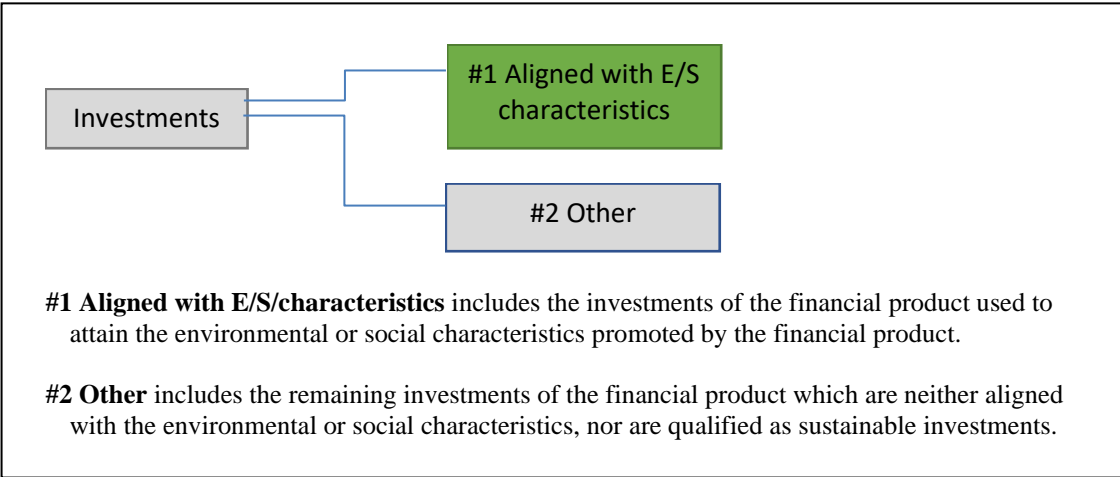 #1 Aligned with E/S
characteristics
Investments
#2 Other
#1 Aligned with E/S/characteristics includes the investments of the financial product used to
attain the environmental or social characteristics promoted by the financial product.
#2 Other includes the remaining investments of the financial product which are neither aligned
with the environmental or social characteristics, nor are qualified as sustainable investments.